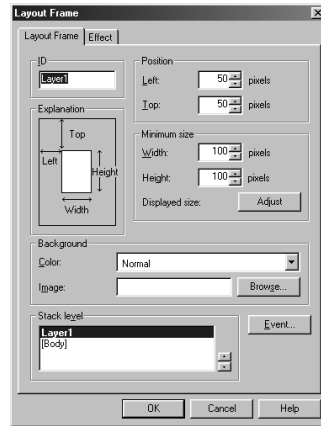 Layout Frame
Layout Frame Effect
ID
Layer1
Position
Left: 50 pixels
Top: 50 pixels
Explanation
Top
Left
Height
Width
Minimum size
Width: 100 pixels
Height: 100 pixels
Displayed size: Adjust
Background
Color: Normal
Image: Browse...
Stack level
Layer1
[Body]
Event...
OK Cancel Help